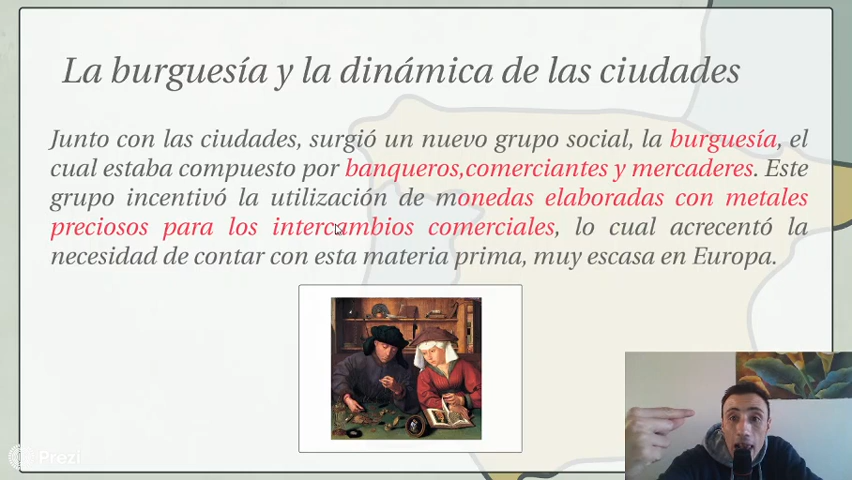 La burguesía y la dinámica de las ciudades
Junto con las ciudades, surgió un nuevo grupo social, la burguesía, el
cual estaba compuesto por banqueros,comerciantes y mercaderes. Este
grupo incentivó la utilización de monedas elaboradas con metales
preciosos para los intercambios comerciales, lo cual acrecentó la
necesidad de contar con esta materia prima, muy escasa en Europa.
Prezi